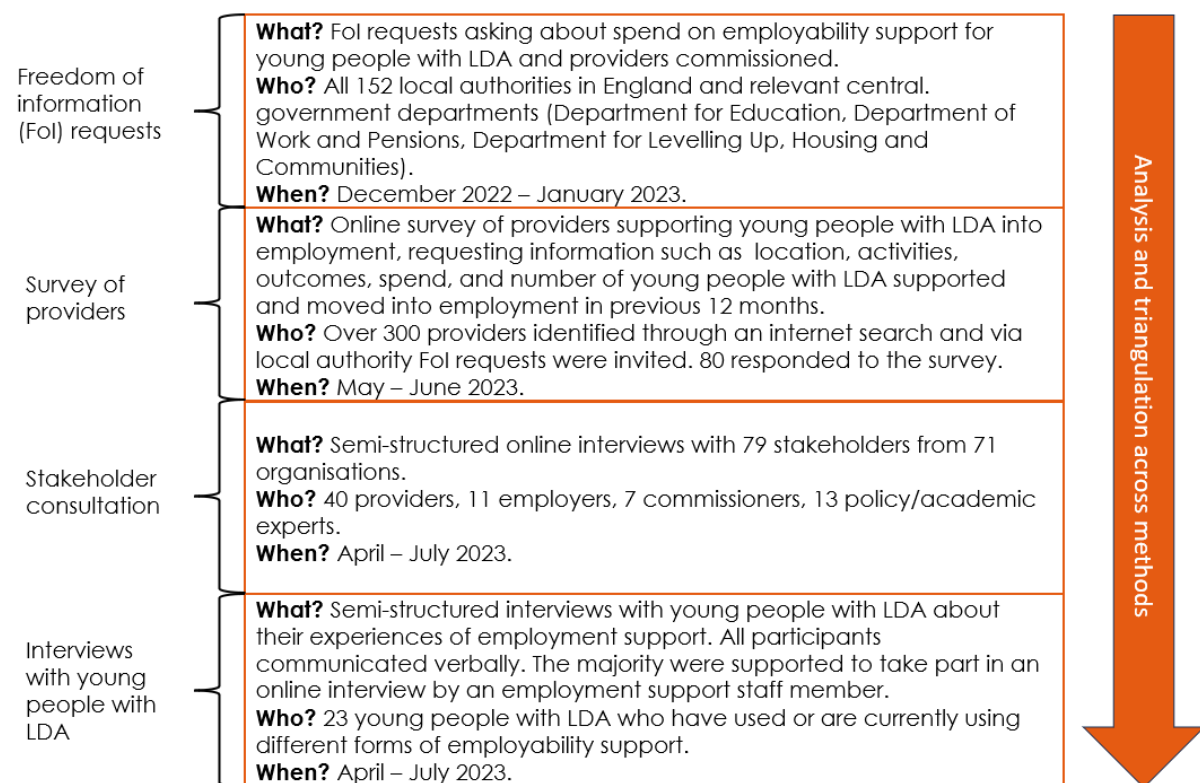 Freedom of
information
(FoI) requests
What? FoI requests asking about spend on employability support for
young people with LDA and providers commissioned.
Who? All 152 local authorities in England and relevant central.
government departments (Department for Education, Department of
Work and Pensions, Department for Levelling Up, Housing and
Communities).
When? December 2022 – January 2023.
Survey of
providers
What? Online survey of providers supporting young people with LDA into
employment, requesting information such as  location, activities,
outcomes, spend, and number of young people with LDA supported
and moved into employment in previous 12 months.
Who? Over 300 providers identified through an internet search and via
local authority FoI requests were invited. 80 responded to the survey.
When? May – June 2023.
Stakeholder
consultation
What? Semi-structured online interviews with 79 stakeholders from 71
organisations.
Who? 40 providers, 11 employers, 7 commissioners, 13 policy/academic
experts.
When? April – July 2023.
Interviews
with young
people with
LDA
What? Semi-structured interviews with young people with LDA about
their experiences of employment support. All participants
communicated verbally. The majority were supported to take part in an
online interview by an employment support staff member.
Who? 23 young people with LDA who have used or are currently using
different forms of employability support.
When? April – July 2023.
Analysis and triangulation across methods